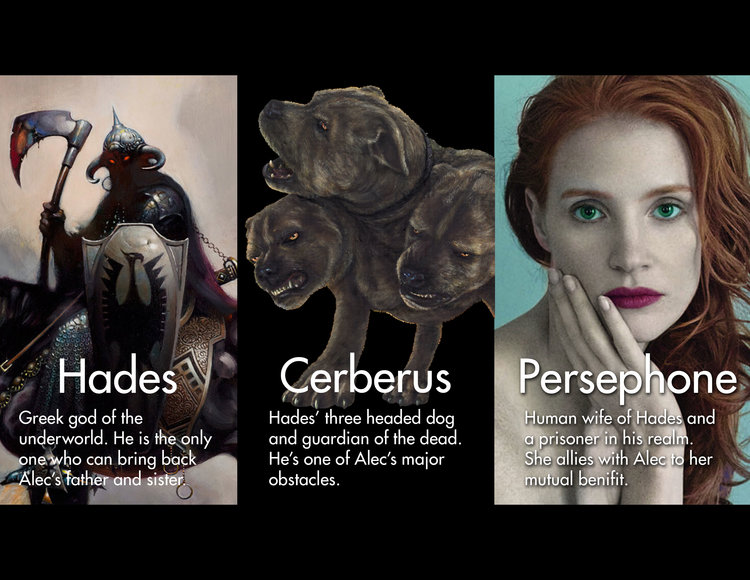 Hades
Greek god of the
underworld. He is the only
one who can bring back
Alec's father and sister.
Cerberus
Hades' three headed dog
and guardian of the dead.
He's one of Alec's major
obstacles.
Persephone
Human wife of Hades and
a prisoner in his realm.
She allies with Alec to her
mutual benifit.